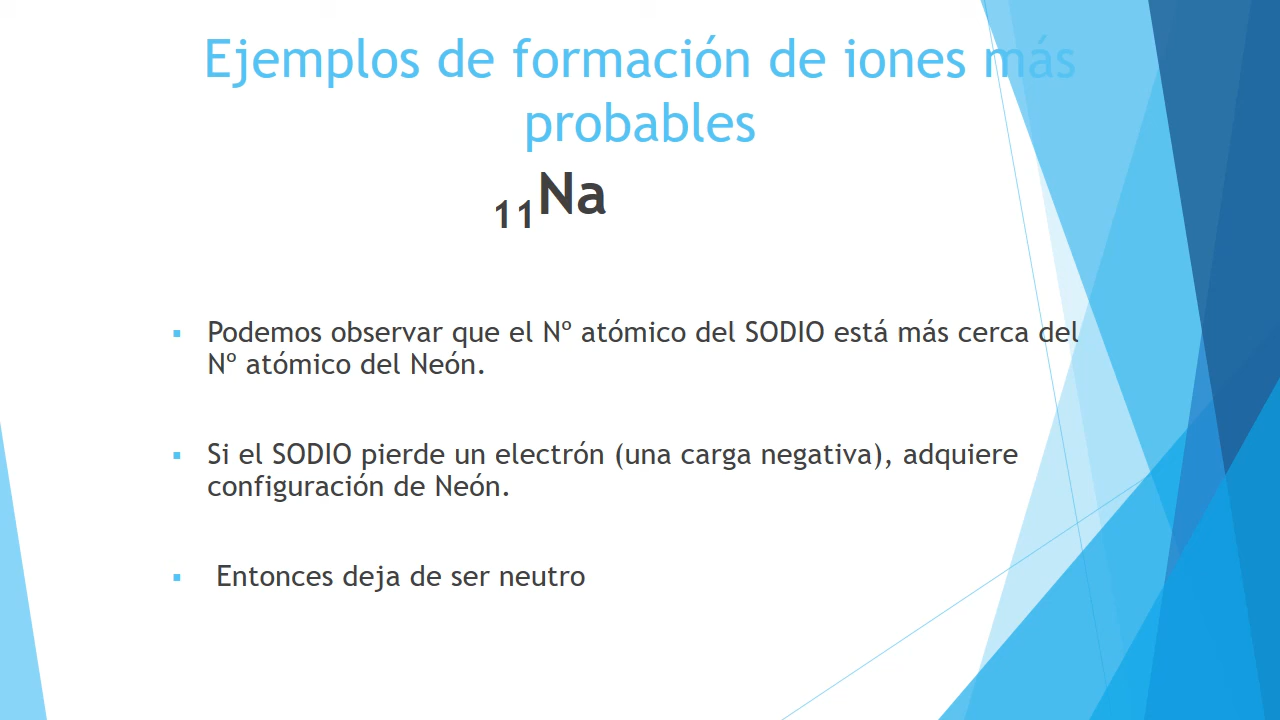 Ejemplos de formación de iones más
probables
₁₁Na
▪ Podemos observar que el Nº atómico del SODIO está más cerca del
Nº atómico del Neón.
▪ Si el SODIO pierde un electrón (una carga negativa), adquiere
configuración de Neón.
▪ Entonces deja de ser neutro